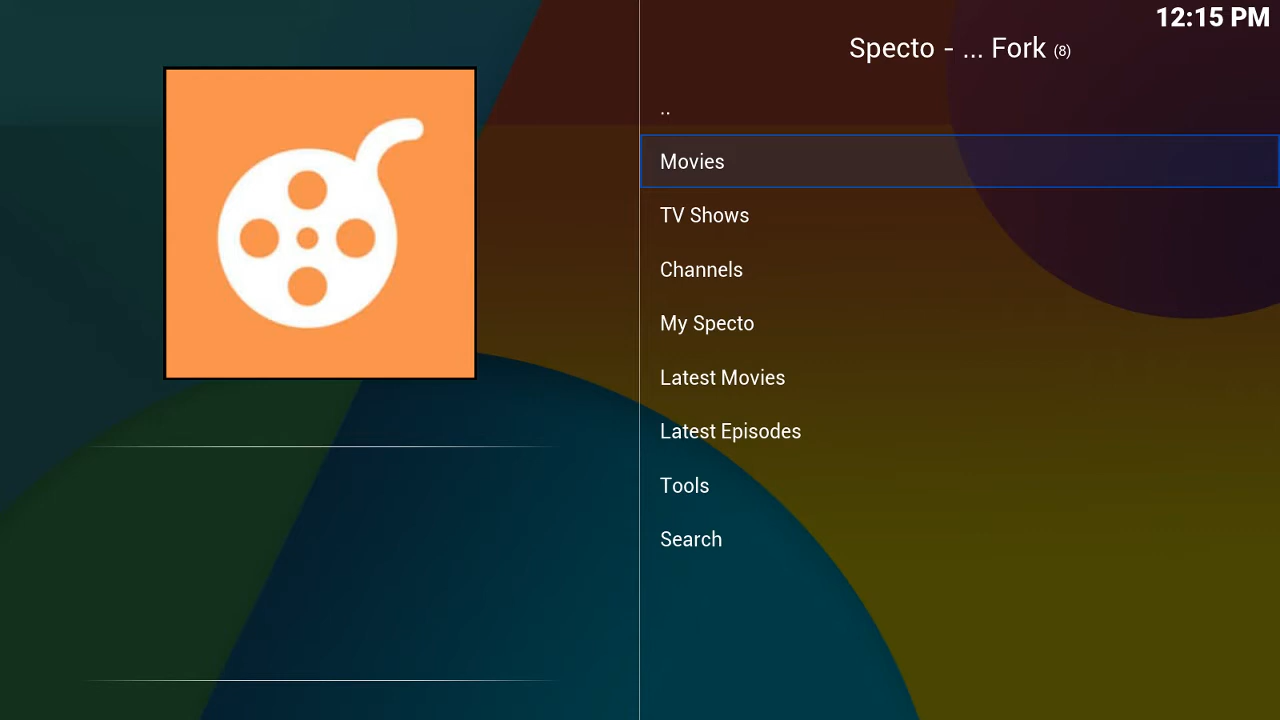 12:15 PM
Specto - ... Fork (8)
..
Movies
TV Shows
Channels
My Specto
Latest Movies
Latest Episodes
Tools
Search